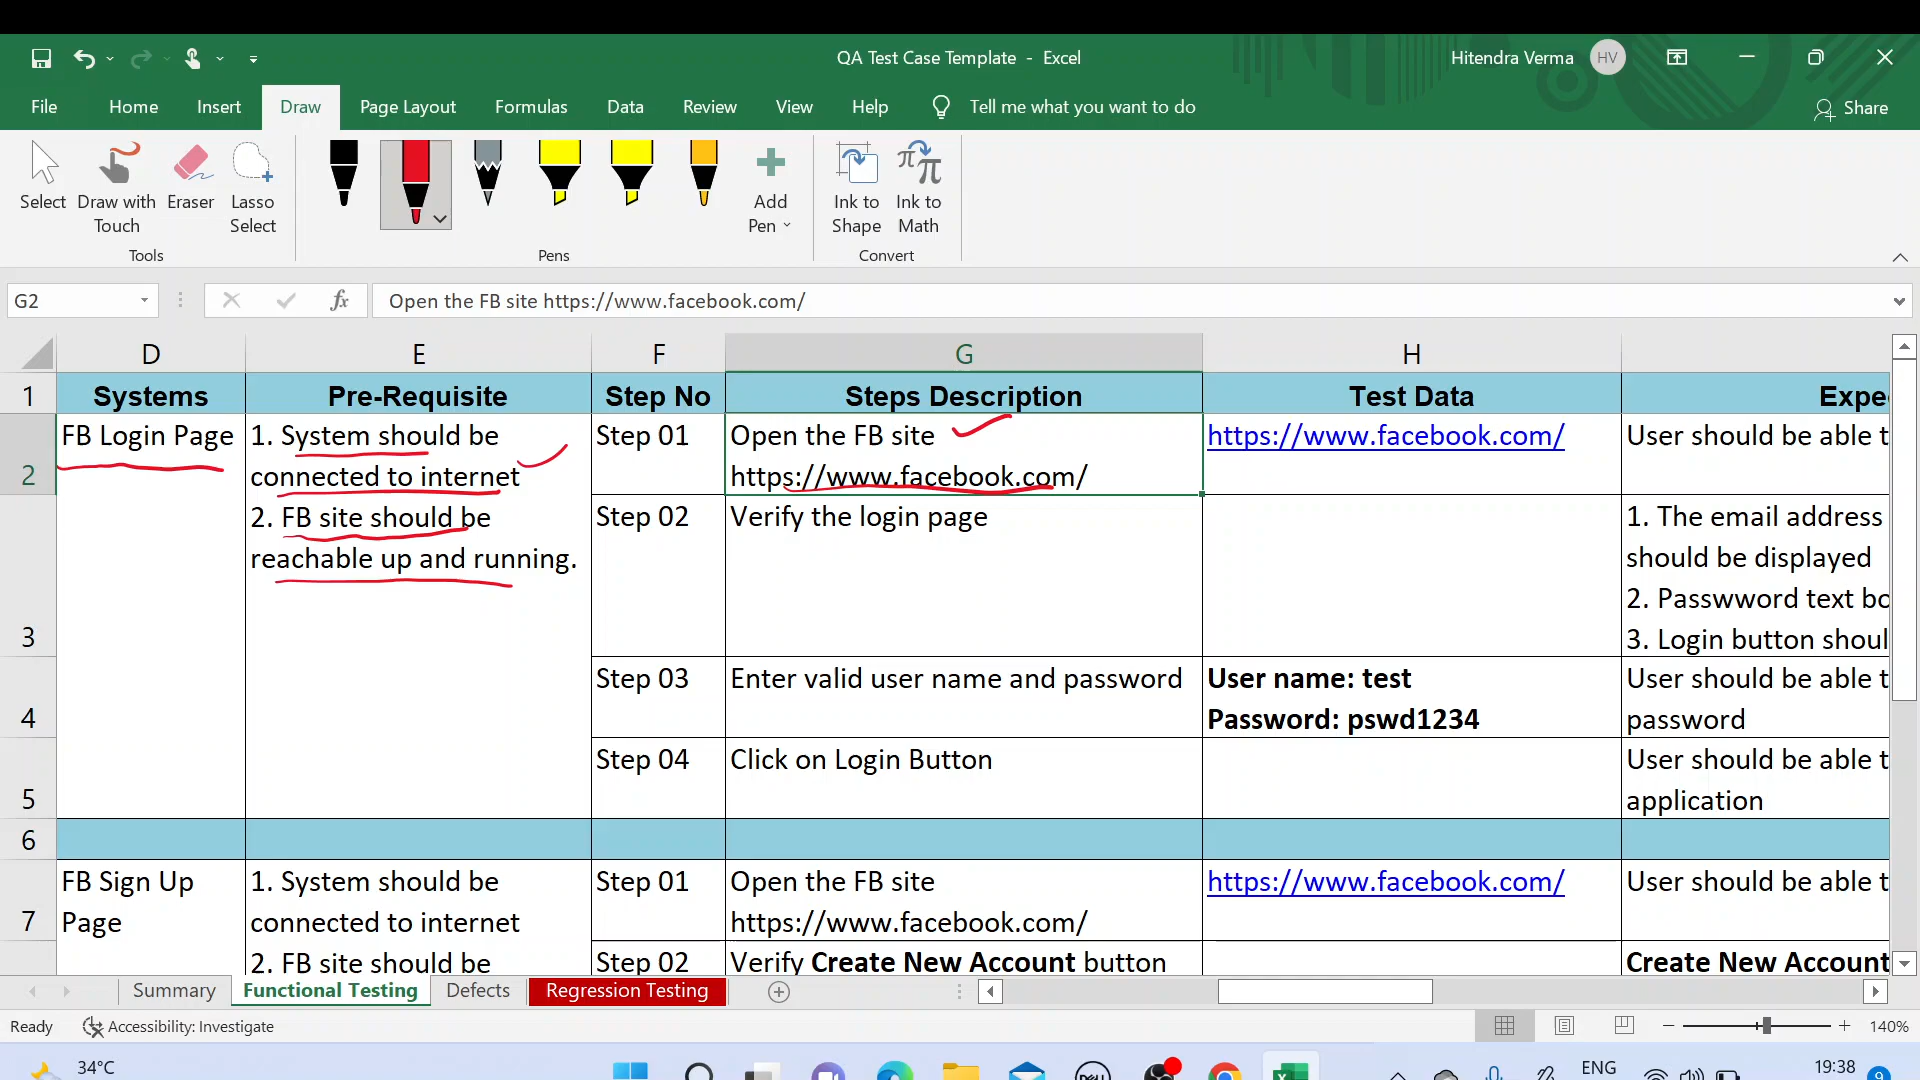 QA Test Case Template - Excel
Hitendra Verma HV
File Home Insert Draw Page Layout Formulas Data Review View Help Tell me what you want to do Share
Select
Draw with
Touch
Eraser
Lasso
Select
Add
Pen
Ink to
Shape
Ink to
Math
Tools Pens Convert
G2 fx Open the FB site https://www.facebook.com/
D E F G H
1 Systems Pre-Requisite Step No Steps Description Test Data Expe
2
FB Login Page
1. System should be
connected to internet
2. FB site should be
reachable up and running.
Step 01
Open the FB site
https://www.facebook.com/
https://www.facebook.com/
User should be able t
3
Step 02
Verify the login page
1. The email address
should be displayed
2. Passwword text bo
3. Login button shoul
4
Step 03
Enter valid user name and password
User name: test
Password: pswd1234
User should be able t
password
5
Step 04
Click on Login Button
User should be able t
application
6
7
FB Sign Up
Page
1. System should be
connected to internet
2. FB site should be
Step 01
Open the FB site
https://www.facebook.com/
https://www.facebook.com/
User should be able t
Step 02
Verify Create New Account button
Create New Account
Summary Functional Testing Defects Regression Testing
Ready Accessibility: Investigate 140%
34°C DELL ENG 19:38 9